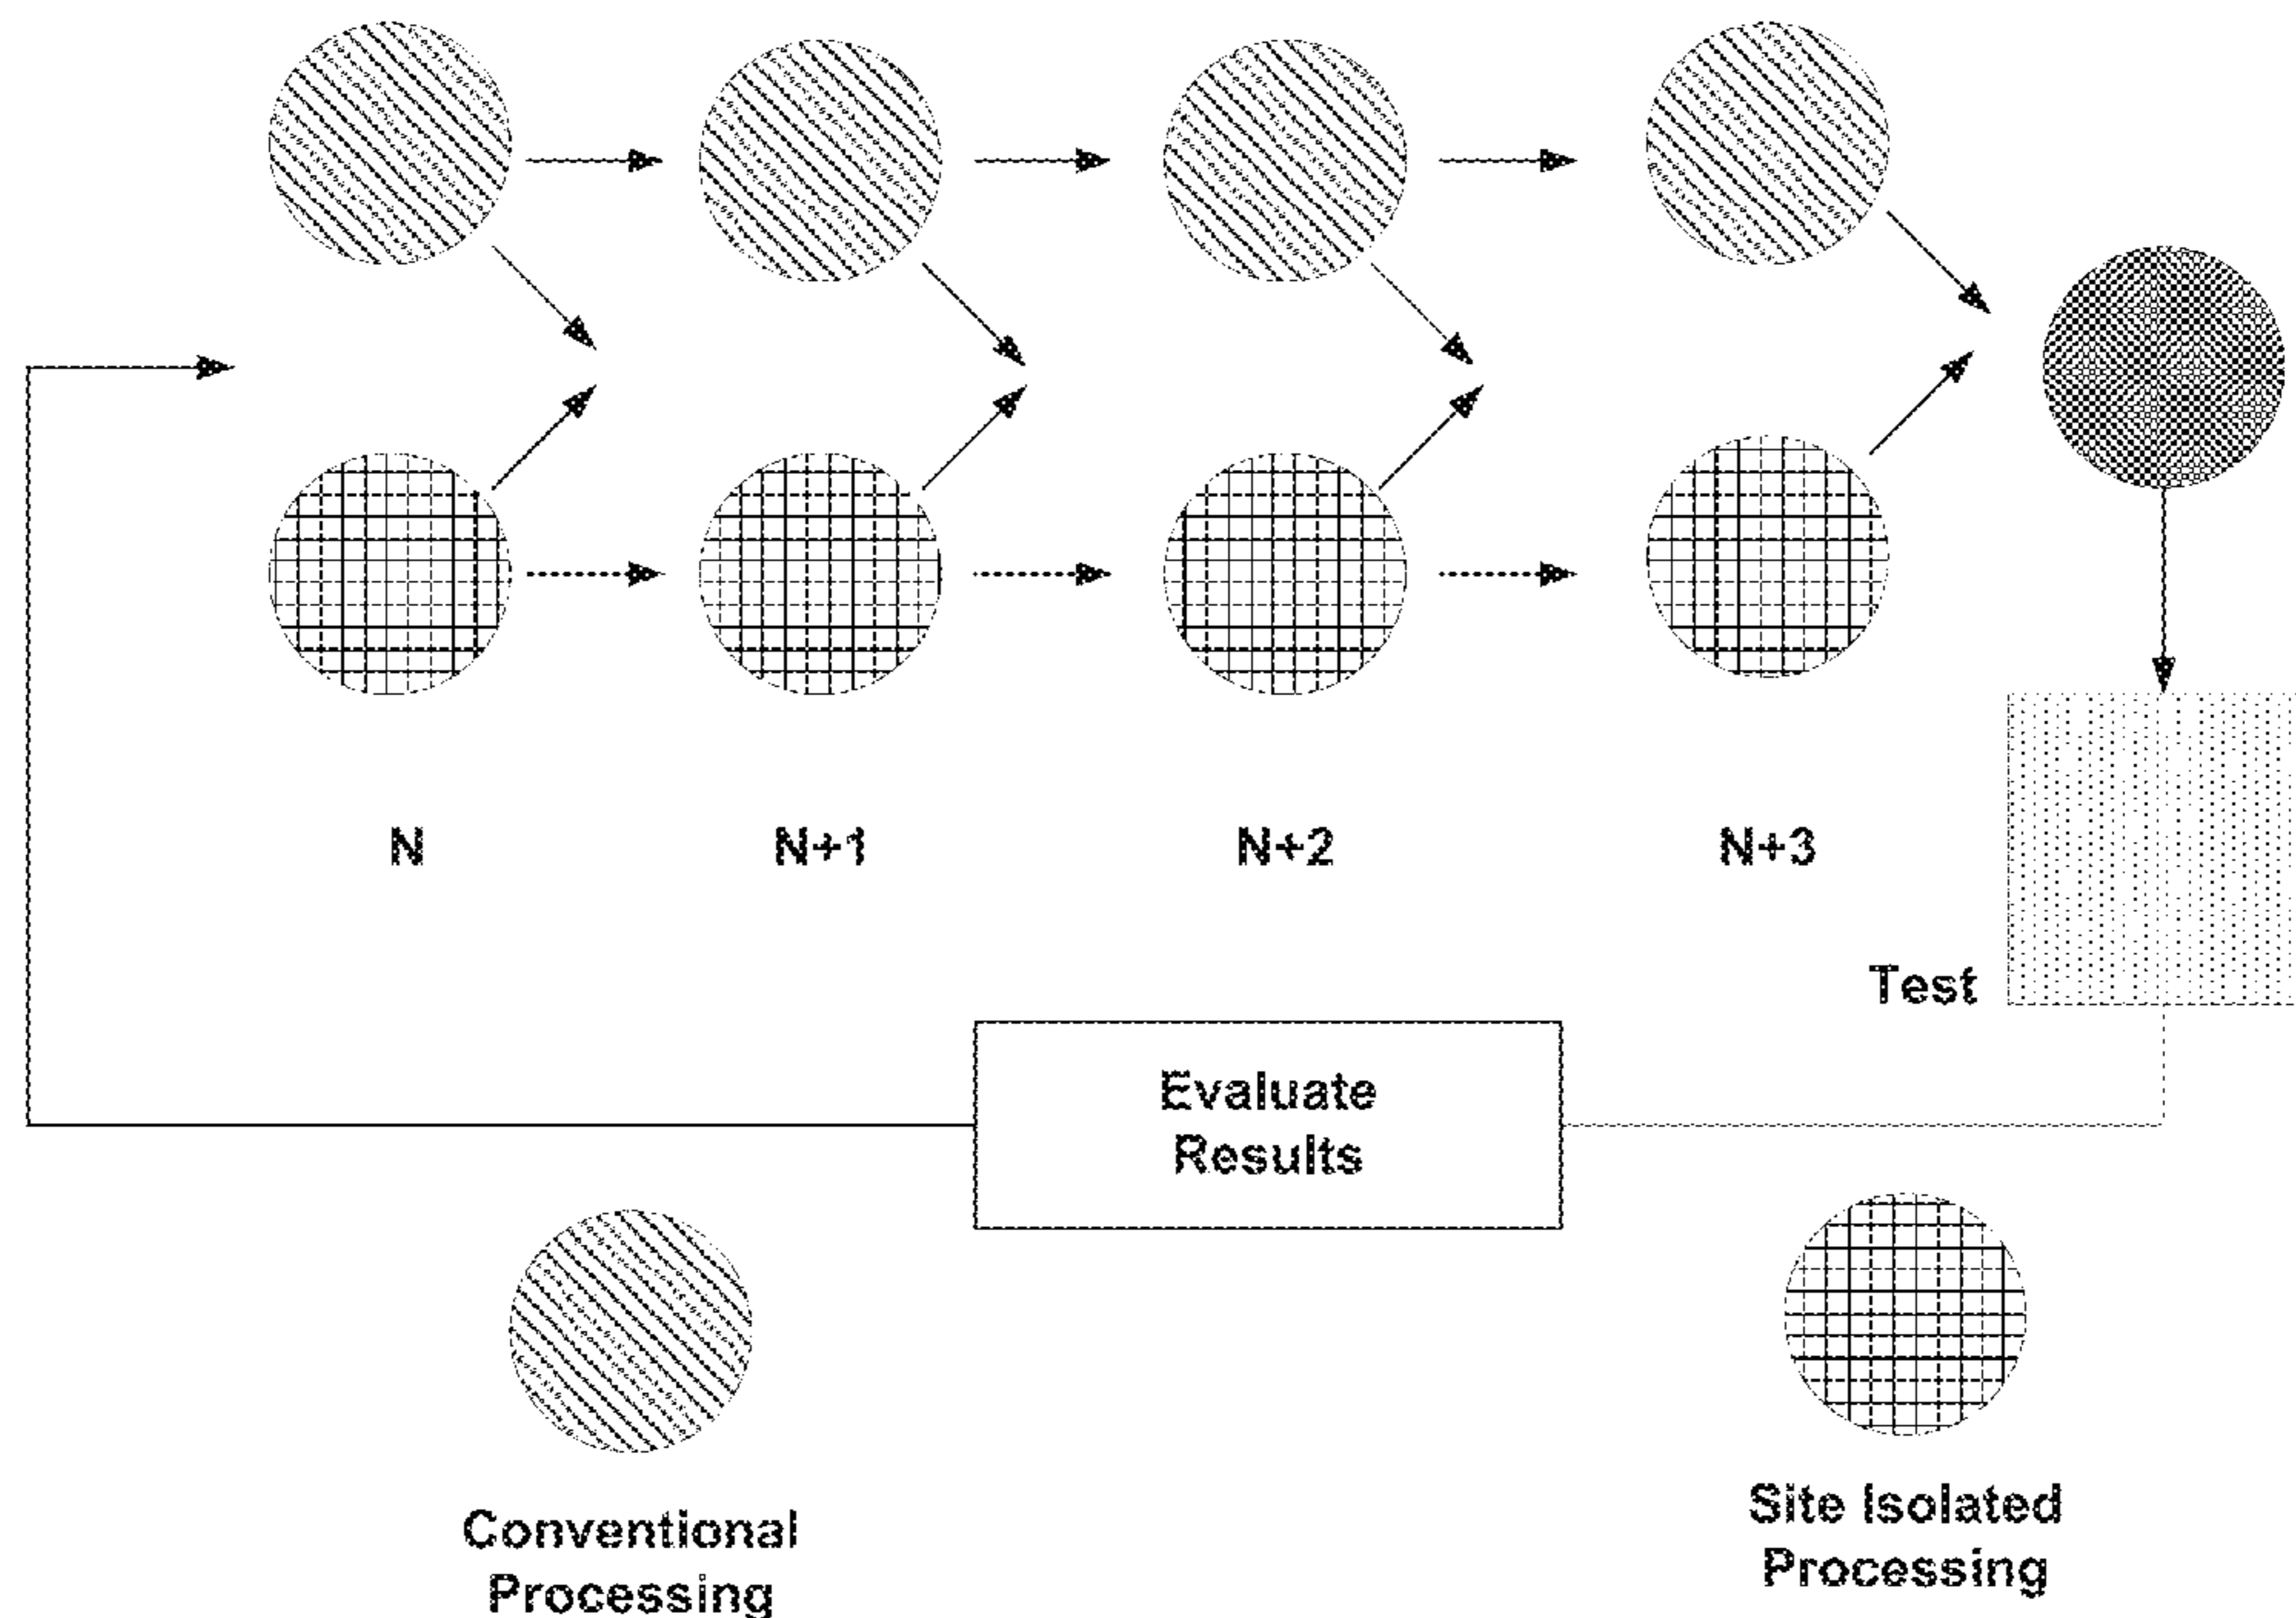 N
N+1
N+2
N+3
Test
Evaluate
Results
Conventional
Processing
Site Isolated
Processing